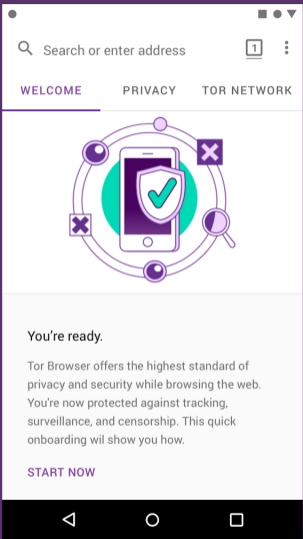 Search or enter address
1
WELCOME PRIVACY TOR NETWORK
You're ready.
Tor Browser offers the highest standard of
privacy and security while browsing the web.
You're now protected against tracking,
surveillance, and censorship. This quick
onboarding wil show you how.
START NOW